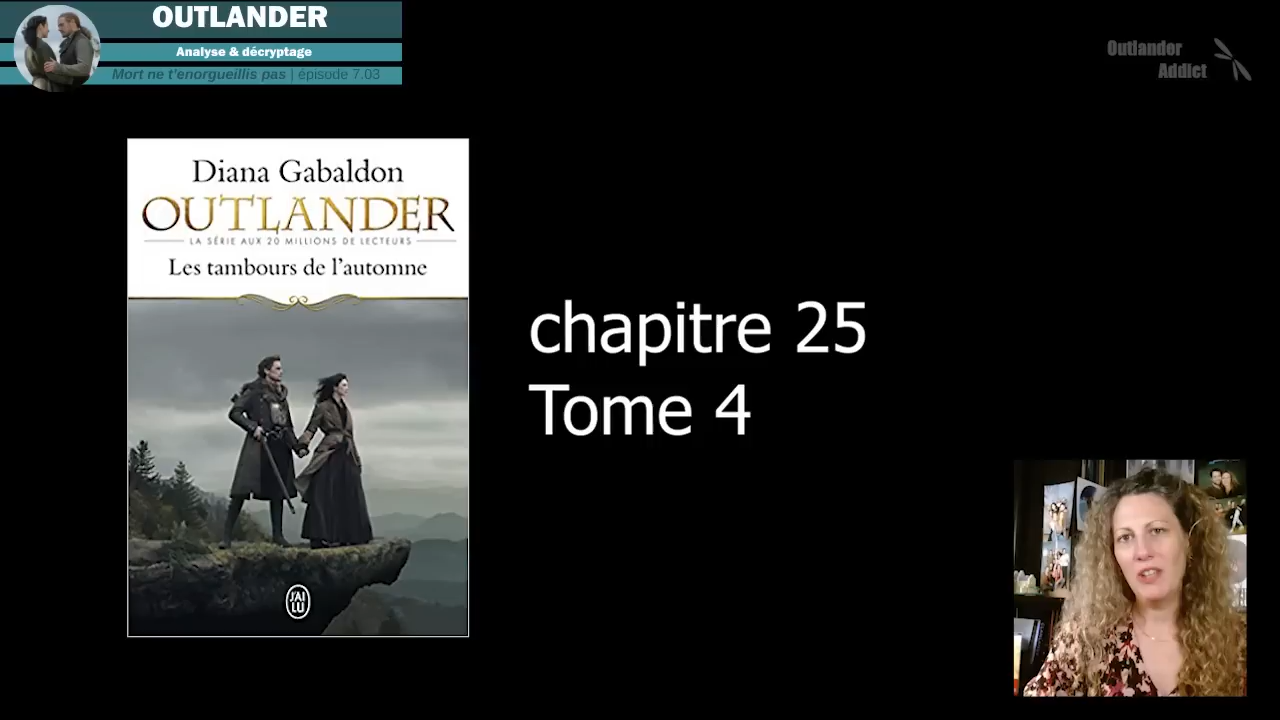 OUTLANDER
Analyse & décryptage
Mort ne t'enorgueillis pas | épisode 7.03
Outlander
Addict
Diana Gabaldon
OUTLANDER
LA SÉRIE AUX 20 MILLIONS DE LECTEURS
Les tambours de l'automne
J'AI
LU
chapitre 25
Tome 4